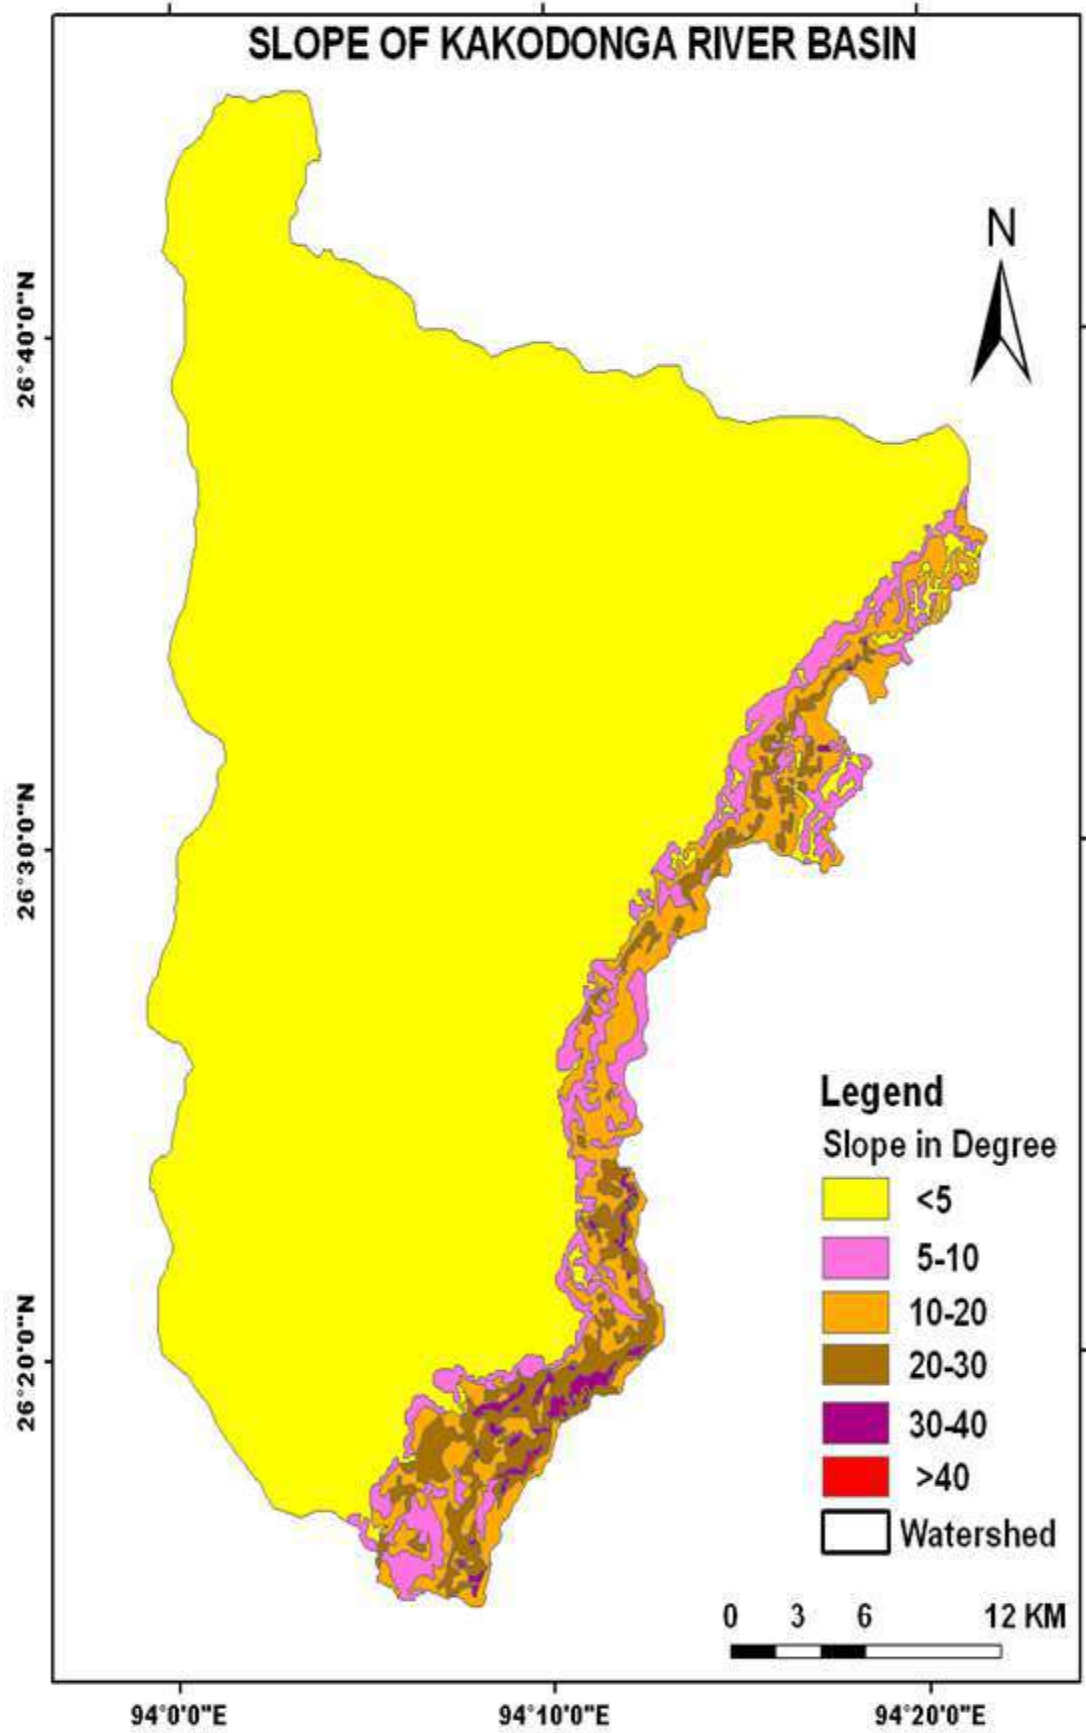 SLOPE OF KAKODONGA RIVER BASIN
N
26°40'0"N
26°30'0"N
26°20'0"N
Legend
Slope in Degree
<5
5-10
10-20
20-30
30-40
>40
Watershed
0 3 6 12 KM
94°0'0"E 94°10'0"E 94°20'0"E